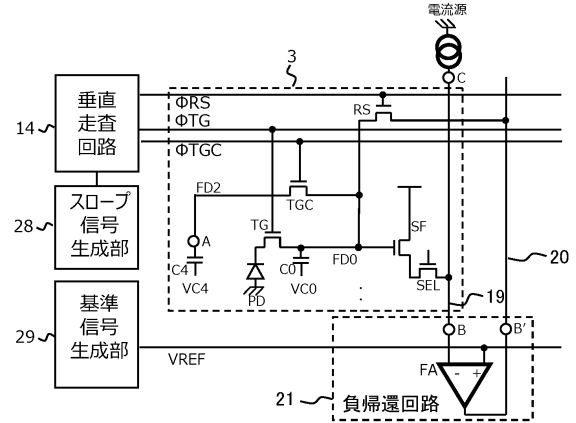 電流源
3
C
垂直
走査
回路
ΦRS
RS
ΦTG
14
ΦTGC
FD2
TGC
スロープ
信号
生成部
28
A
TG
SF
FD0
C4
C0
SEL
VC4
PD
VC0
20
19
基準
信号
生成部
29
B
B'
VREF
FA
-
+
21
負帰還回路